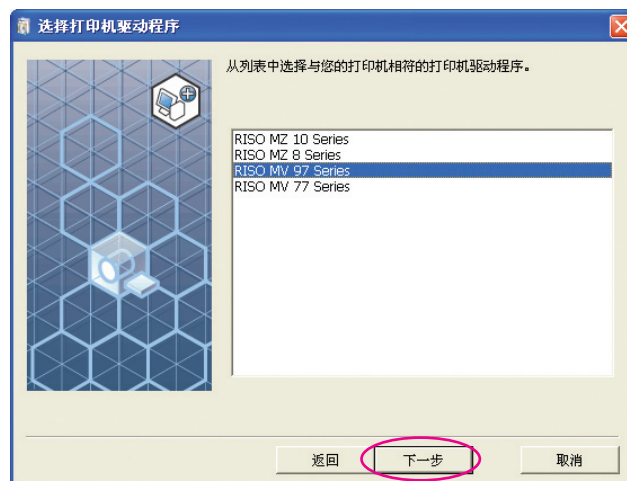 选择打印机驱动程序
从列表中选择与您的打印机相符的打印机驱动程序。
RISO MZ 10 Series
RISO MZ 8 Series
RISO MV 97 Series
RISO MV 77 Series
返回 下一步 取消